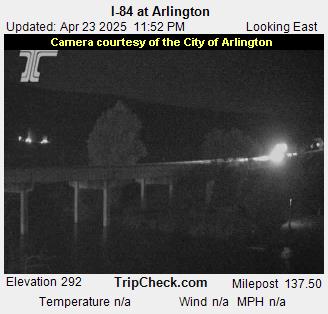 I-84 at Arlington
Updated: Apr 23 2025 11:52 PM Looking East
Camera courtesy of the City of Arlington
Elevation 292 TripCheck.com Milepost 137.50
Temperature n/a Wind n/a MPH n/a